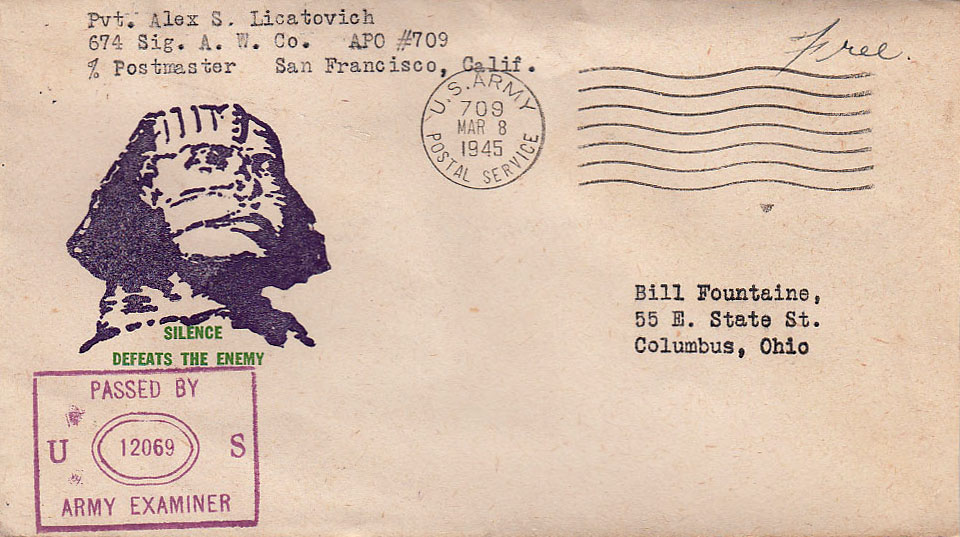 Pvt. Alex S. Licatovich
674 Sig. A. W. Co. APO #709
% Postmaster San Francisco, Calif.
Free.
U.S. ARMY
709
MAR 8
1945
POSTAL SERVICE
Bill Fountaine,
55 E. State St.
Columbus, Ohio
SILENCE
DEFEATS THE ENEMY
PASSED BY
U 12069 S
ARMY EXAMINER